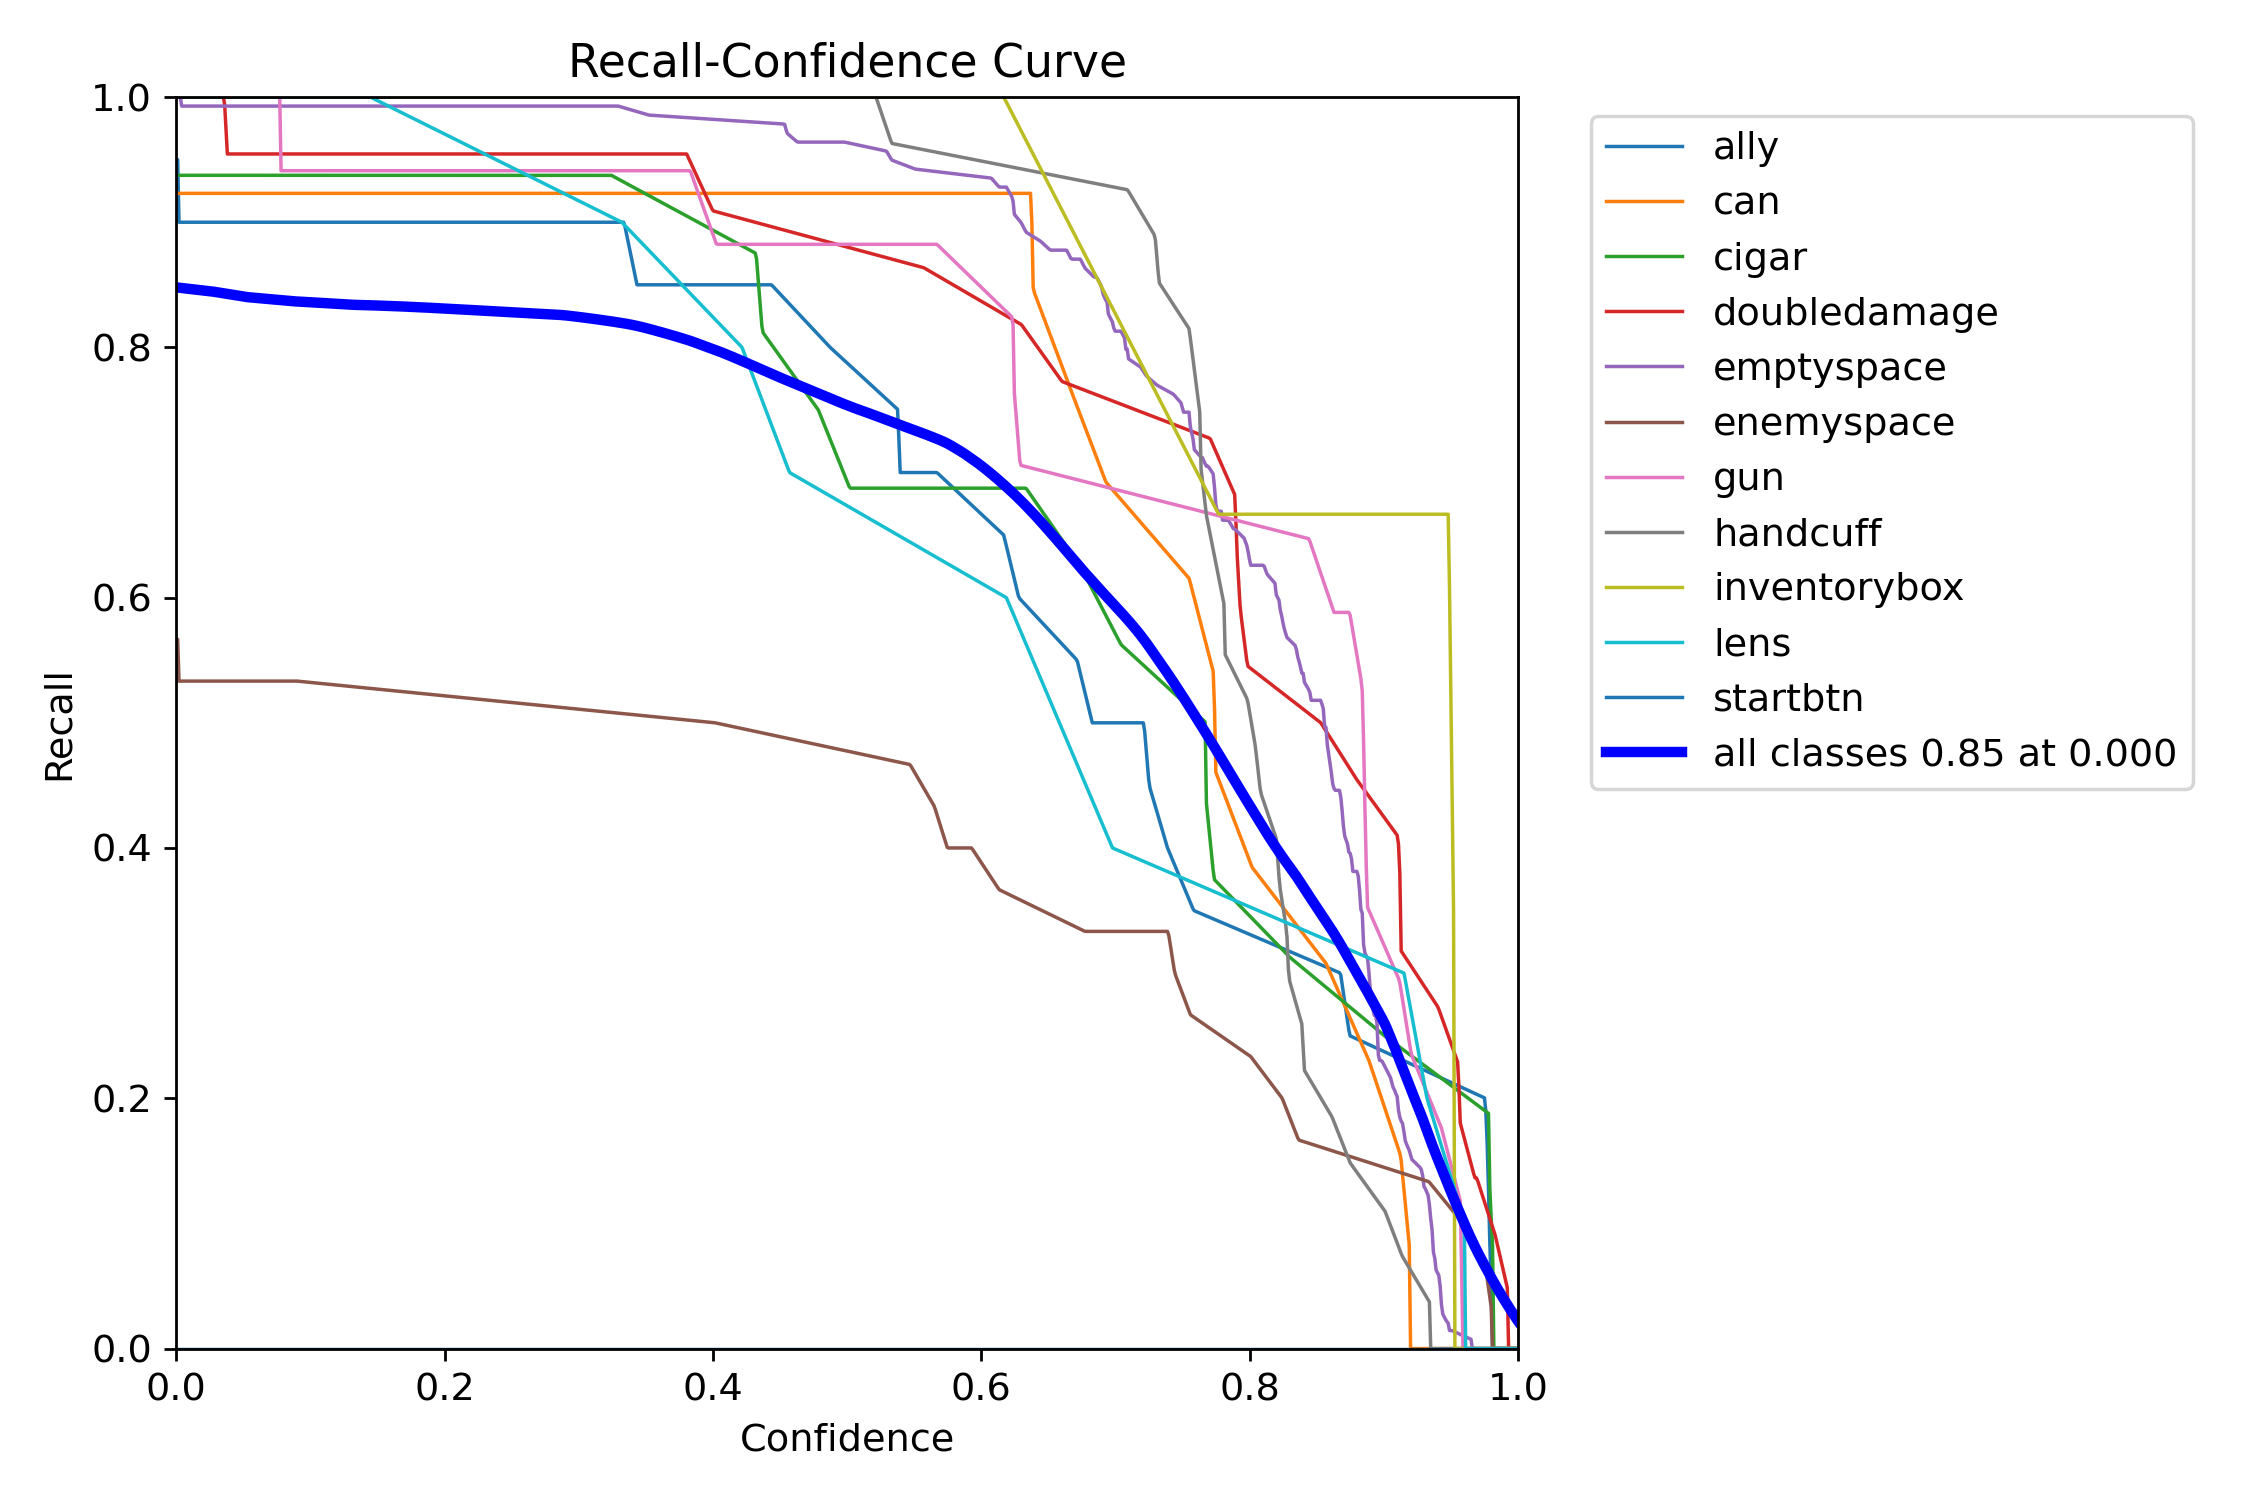 Recall-Confidence Curve
1.0
0.8
0.6
0.4
0.2
0.0
Recall
0.0 0.2 0.4 0.6 0.8 1.0
Confidence
ally
can
cigar
doubledamage
emptyspace
enemyspace
gun
handcuff
inventorybox
lens
startbtn
all classes 0.85 at 0.000